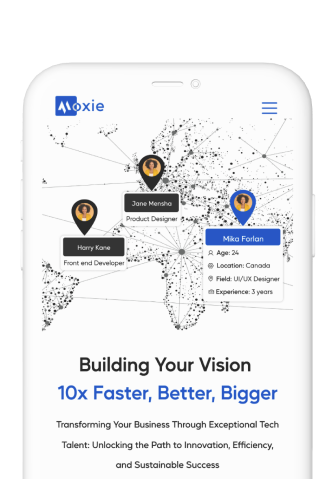 Moxie
Jane Mensha
Product Designer
Harry Kane
Front end Developer
Mika Forlan
Age: 24
Location: Canada
Field: UI/UX Designer
Experience: 3 years
Building Your Vision
10x Faster, Better, Bigger
Transforming Your Business Through Exceptional Tech
Talent: Unlocking the Path to Innovation, Efficiency,
and Sustainable Success